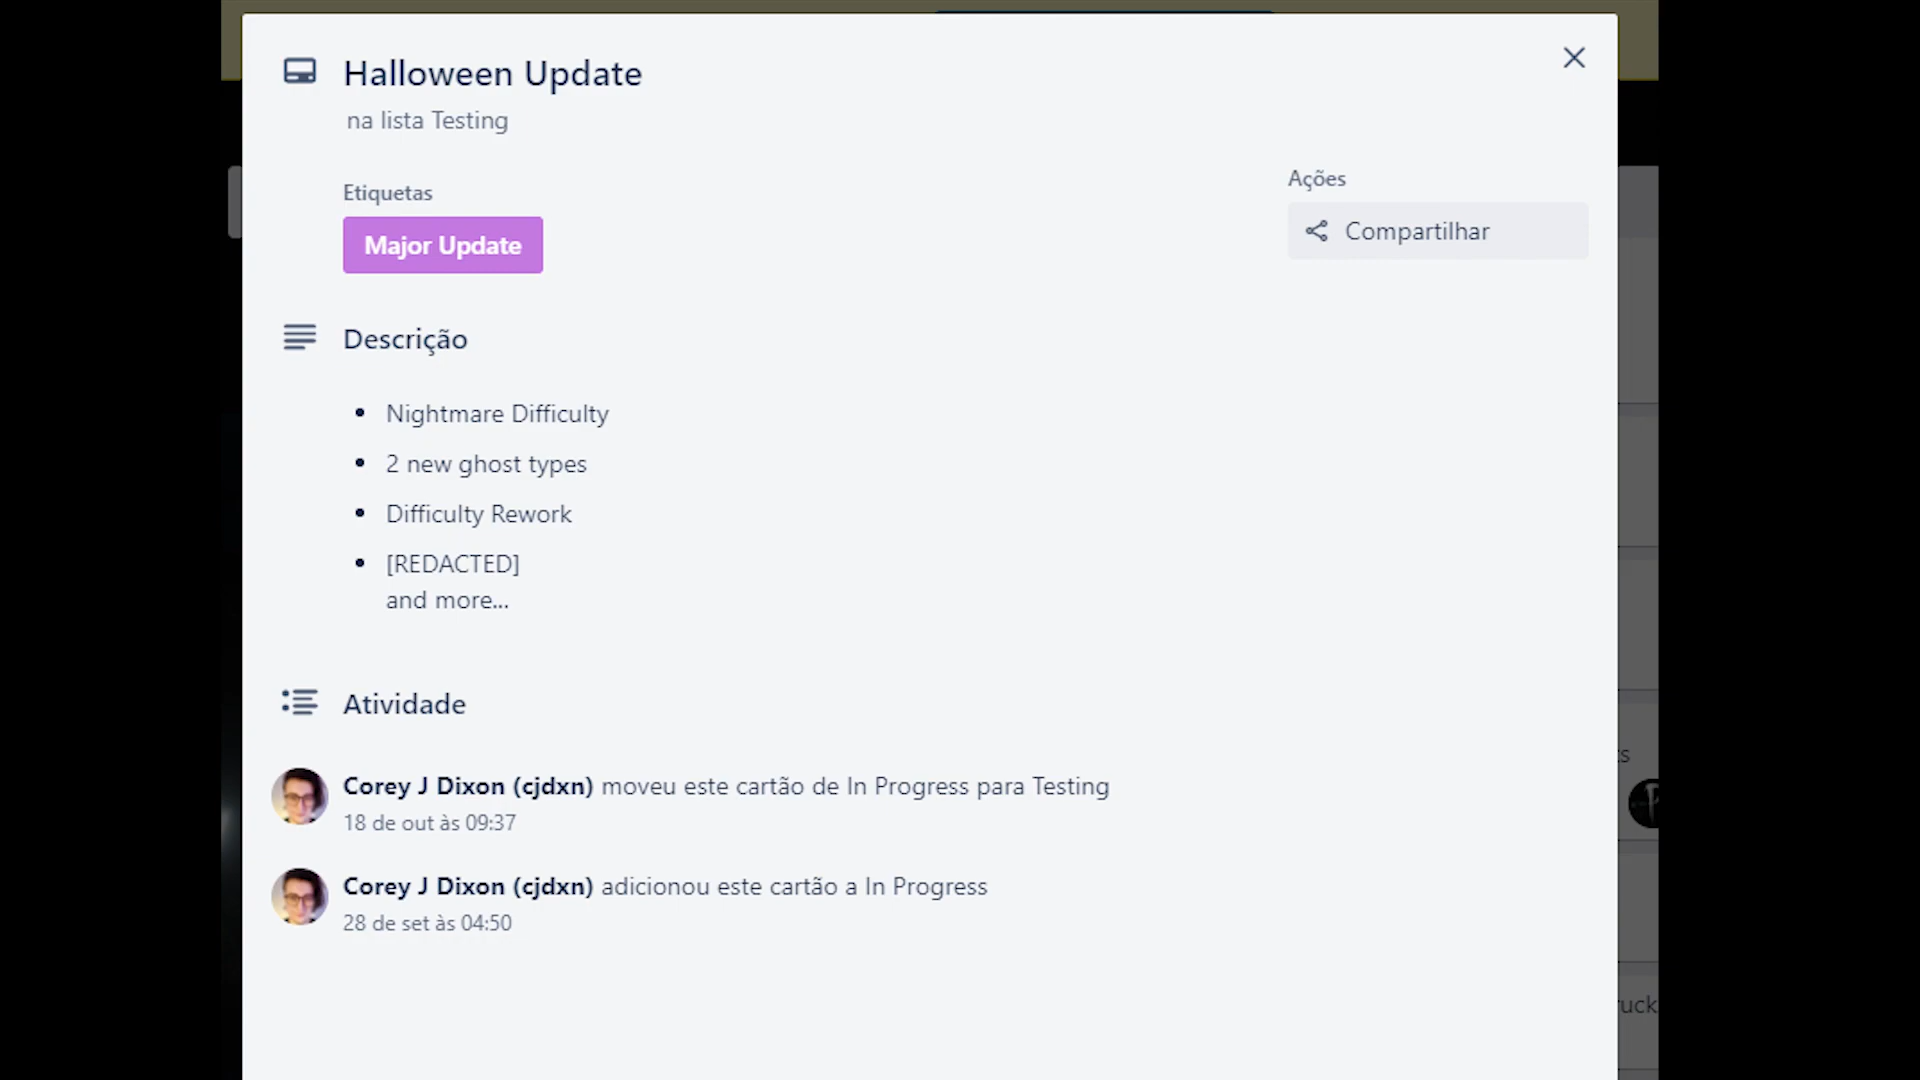 Halloween Update
na lista Testing
Etiquetas
Major Update
Ações
Compartilhar
Descrição
• Nightmare Difficulty
• 2 new ghost types
• Difficulty Rework
• [REDACTED]
and more...
Atividade
Corey J Dixon (cjdxn) moveu este cartão de In Progress para Testing
18 de out às 09:37
Corey J Dixon (cjdxn) adicionou este cartão a In Progress
28 de set às 04:50